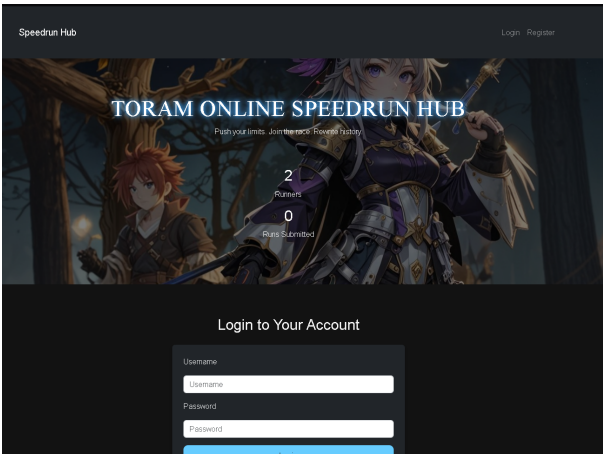 Speedrun Hub
Login Register
TORAM ONLINE SPEEDRUN HUB
Push your limits. Join the race. Rewrite history.
2
Runners
0
Runs Submitted
Login to Your Account
Username
Username
Password
Password